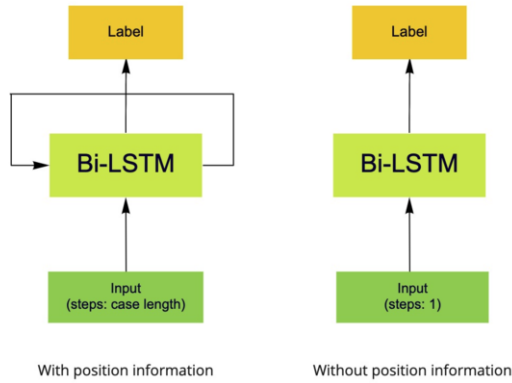 Label
Bi-LSTM
Input
(steps: case length)
With position information
Label
Bi-LSTM
Input
(steps: 1)
Without position information